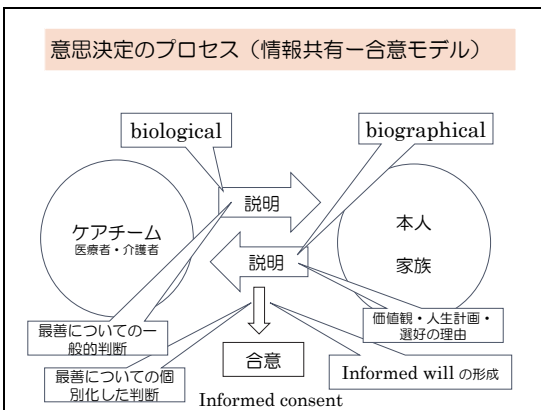 意思決定のプロセス（情報共有ー合意モデル）
biological
biographical
説明
ケアチーム
医療者・介護者
本人
家族
説明
最善についての一
般的判断
価値観・人生計画・
選好の理由
合意
最善についての個
別化した判断
Informed will の形成
Informed consent